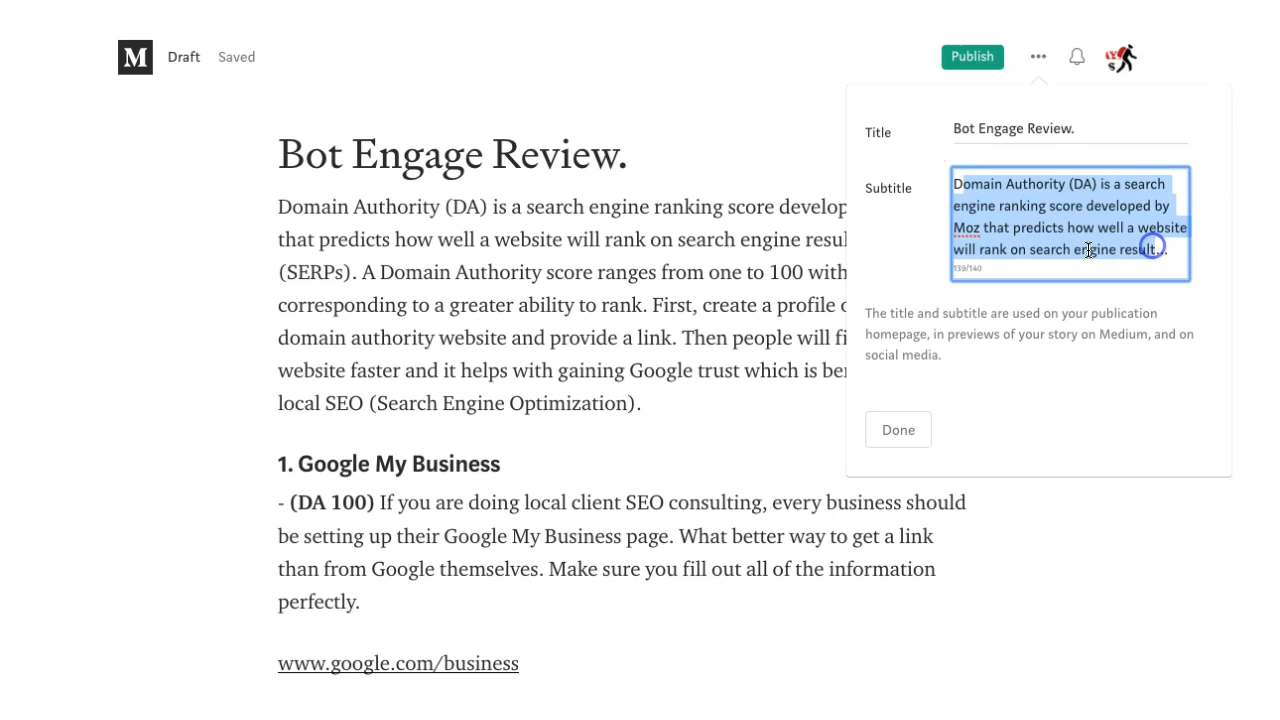 M Draft Saved Publish
Title Bot Engage Review.
Subtitle Domain Authority (DA) is a search
engine ranking score developed by
Moz that predicts how well a website
will rank on search engine result...
139/140
The title and subtitle are used on your publication
homepage, in previews of your story on Medium, and on
social media.
Done
Bot Engage Review.
Domain Authority (DA) is a search engine ranking score develop
that predicts how well a website will rank on search engine resul
(SERPs). A Domain Authority score ranges from one to 100 with
corresponding to a greater ability to rank. First, create a profile
domain authority website and provide a link. Then people will fi
website faster and it helps with gaining Google trust which is be
local SEO (Search Engine Optimization).
1. Google My Business
- (DA 100) If you are doing local client SEO consulting, every business should
be setting up their Google My Business page. What better way to get a link
than from Google themselves. Make sure you fill out all of the information
perfectly.
www.google.com/business